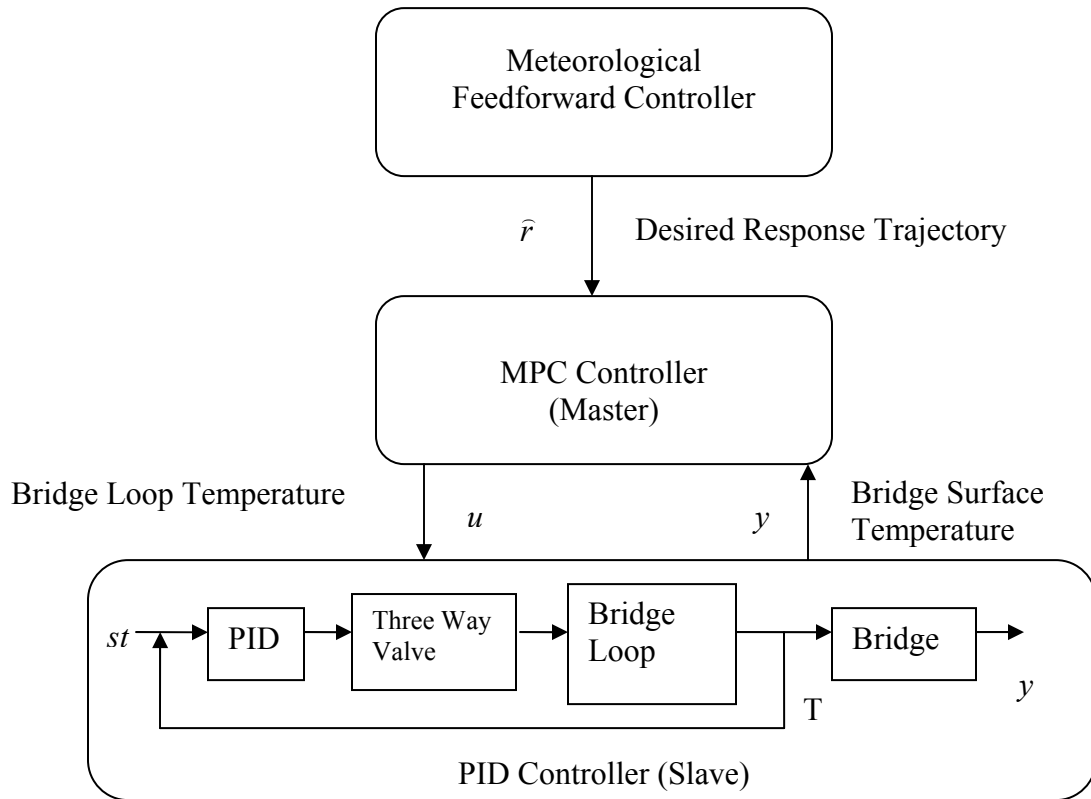 Meteorological
Feedforward Controller
r̂
Desired Response Trajectory
MPC Controller
(Master)
Bridge Loop Temperature
u
y
Bridge Surface
Temperature
st
PID
Three Way
Valve
Bridge
Loop
Bridge
T
y
PID Controller (Slave)